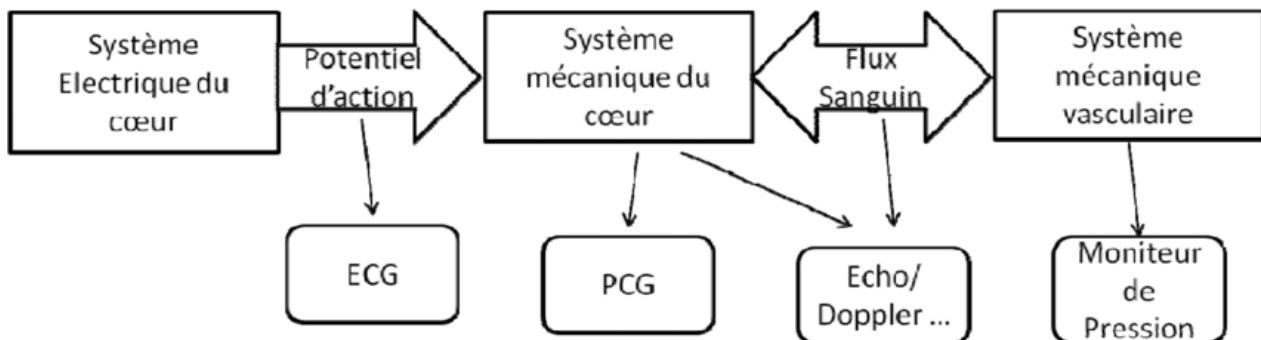 Système
Electrique du
cœur
Potentiel
d'action
Système
mécanique du
cœur
Flux
Sanguin
Système
mécanique
vasculaire
ECG
PCG
Echo/
Doppler ...
Moniteur
de
Pression